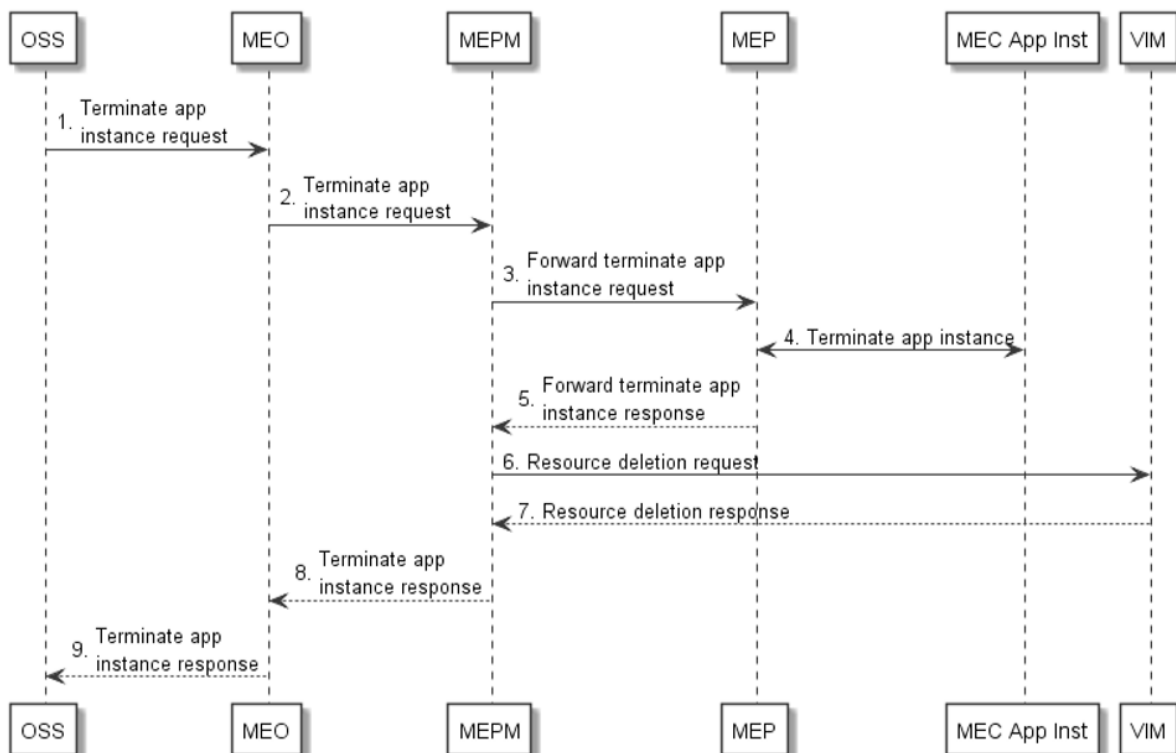 OSS
MEO
MEPM
MEP
MEC App Inst
VIM
1. Terminate app
instance request
2. Terminate app
instance request
3. Forward terminate app
instance request
4. Terminate app instance
5. Forward terminate app
instance response
6. Resource deletion request
7. Resource deletion response
8. Terminate app
instance response
9. Terminate app
instance response
OSS
MEO
MEPM
MEP
MEC App Inst
VIM